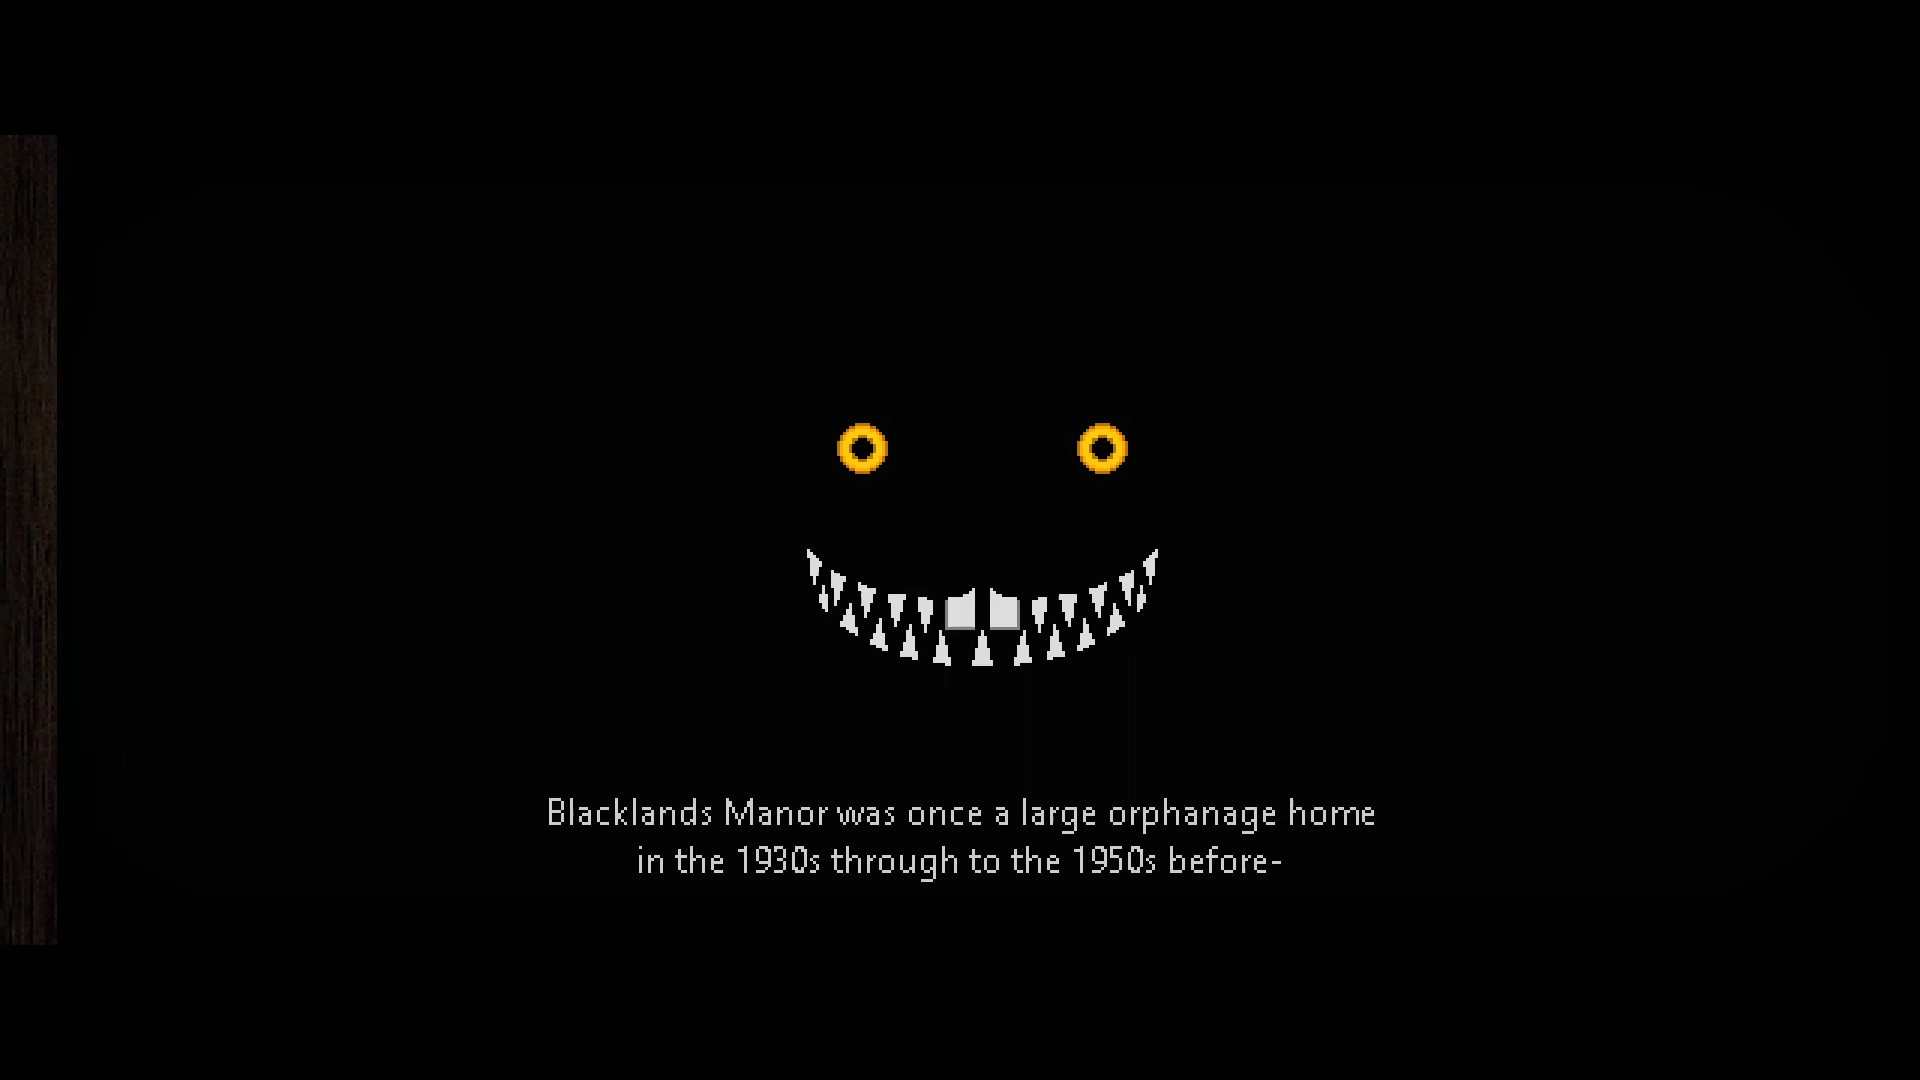 Blacklands Manor was once a large orphanage home
in the 1930s through to the 1950s before-